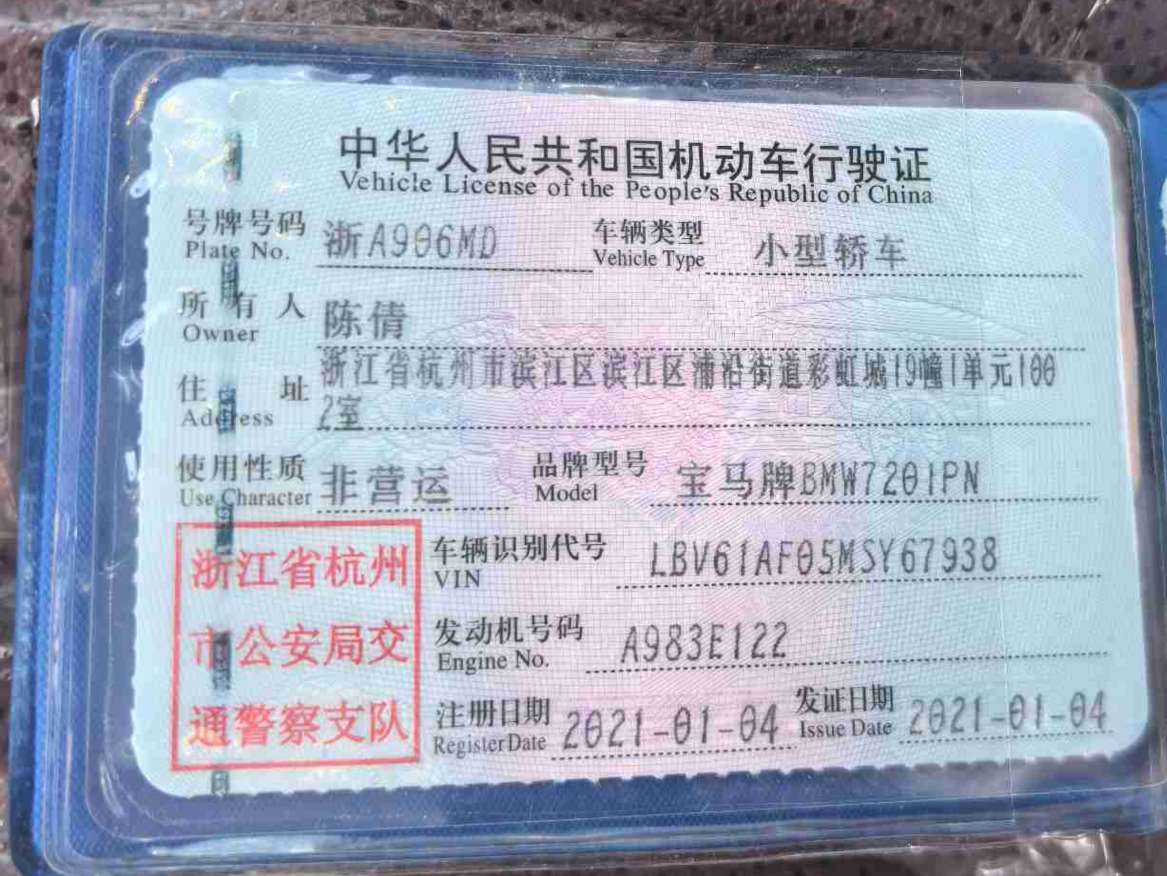 中华人民共和国机动车行驶证
Vehicle License of the People's Republic of China
号牌号码 浙A906MD 车辆类型 小型轿车
Plate No. Vehicle Type
所有人 陈倩
Owner
住址 浙江省杭州市滨江区滨江区浦沿街道彩虹城19幢1单元100
Address 2室
使用性质 非营运 品牌型号 宝马牌BMW7201PN
Use Character Model
浙江省杭州 车辆识别代号 LBV61AF05MSY67938
VIN
市公安局交 发动机号码 A983E122
Engine No.
通警察支队 注册日期 2021-01-04 发证日期 2021-01-04
Register Date Issue Date